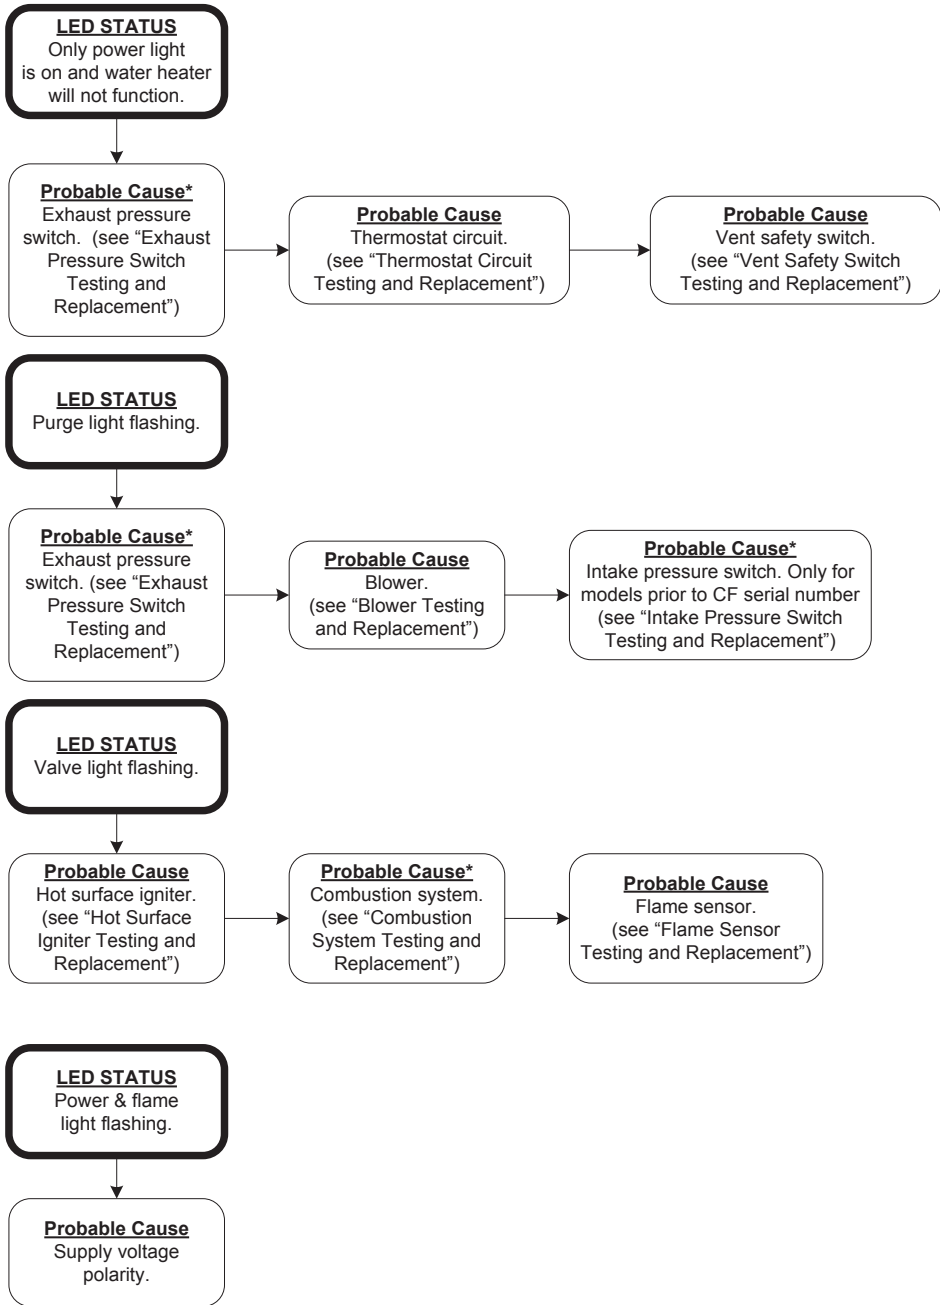 LED STATUS
Only power light
is on and water heater
will not function.
Probable Cause*
Exhaust pressure
switch. (see “Exhaust
Pressure Switch
Testing and
Replacement”)
Probable Cause
Thermostat circuit.
(see “Thermostat Circuit
Testing and Replacement”)
Probable Cause
Vent safety switch.
(see “Vent Safety Switch
Testing and Replacement”)
LED STATUS
Purge light flashing.
Probable Cause*
Exhaust pressure
switch. (see “Exhaust
Pressure Switch
Testing and
Replacement”)
Probable Cause
Blower.
(see “Blower Testing
and Replacement”)
Probable Cause*
Intake pressure switch. Only for
models prior to CF serial number
(see “Intake Pressure Switch
Testing and Replacement”)
LED STATUS
Valve light flashing.
Probable Cause
Hot surface igniter.
(see “Hot Surface
Igniter Testing and
Replacement”)
Probable Cause*
Combustion system.
(see “Combustion
System Testing and
Replacement”)
Probable Cause
Flame sensor.
(see “Flame Sensor
Testing and Replacement”)
LED STATUS
Power & flame
light flashing.
Probable Cause
Supply voltage
polarity.